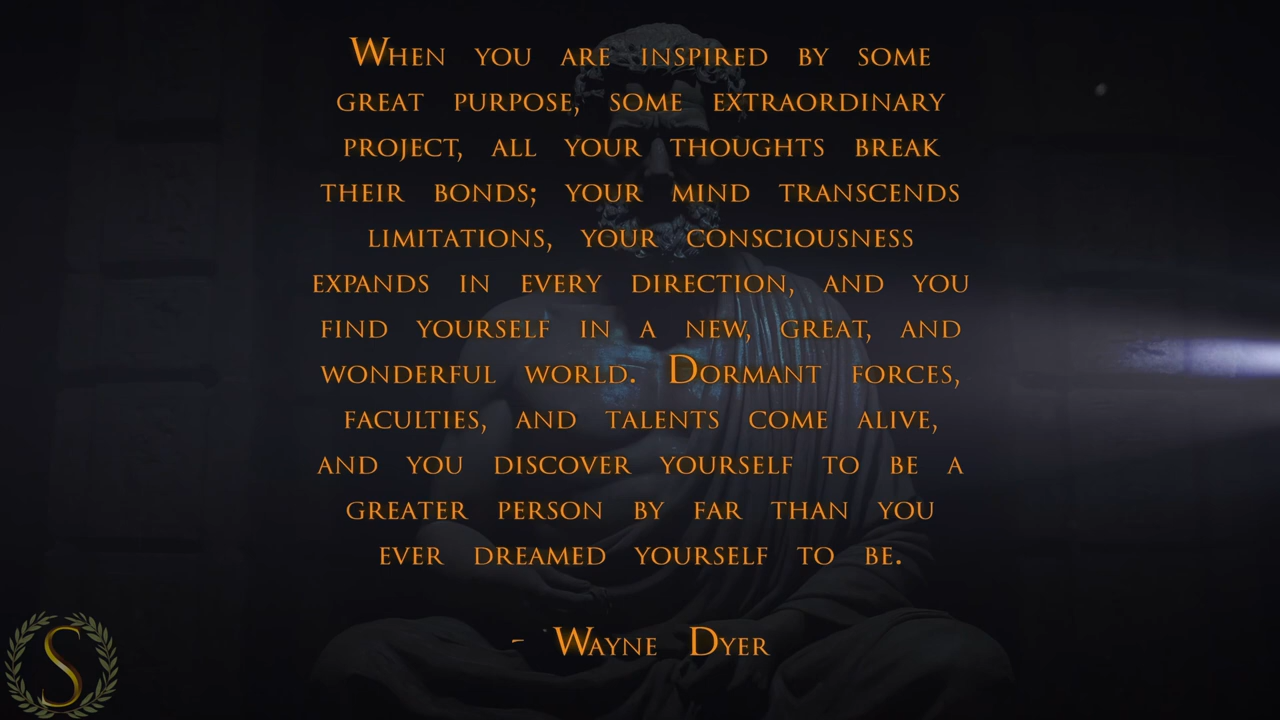 When you are inspired by some
great purpose, some extraordinary
project, all your thoughts break
their bonds; your mind transcends
limitations, your consciousness
expands in every direction, and you
find yourself in a new, great, and
wonderful world. Dormant forces,
faculties, and talents come alive,
and you discover yourself to be a
greater person by far than you
ever dreamed yourself to be.
- Wayne Dyer
S